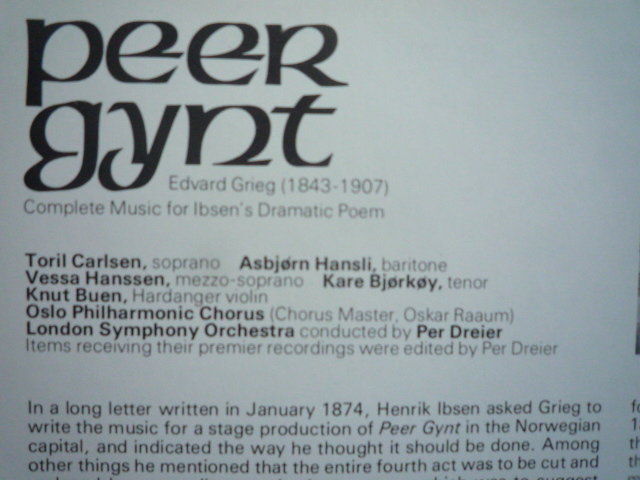 peer
gynt
Edvard Grieg (1843-1907)
Complete Music for Ibsen's Dramatic Poem
Toril Carlsen, soprano Asbjørn Hansli, baritone
Vessa Hanssen, mezzo-soprano Kare Bjørkøy, tenor
Knut Buen, Hardanger violin
Oslo Philharmonic Chorus (Chorus Master, Oskar Raaum)
London Symphony Orchestra conducted by Per Dreier
Items receiving their premier recordings were edited by Per Dreier
In a long letter written in January 1874, Henrik Ibsen asked Grieg to
write the music for a stage production of Peer Gynt in the Norwegian
capital, and indicated the way he thought it should be done. Among
other things he mentioned that the entire fourth act was to be cut and